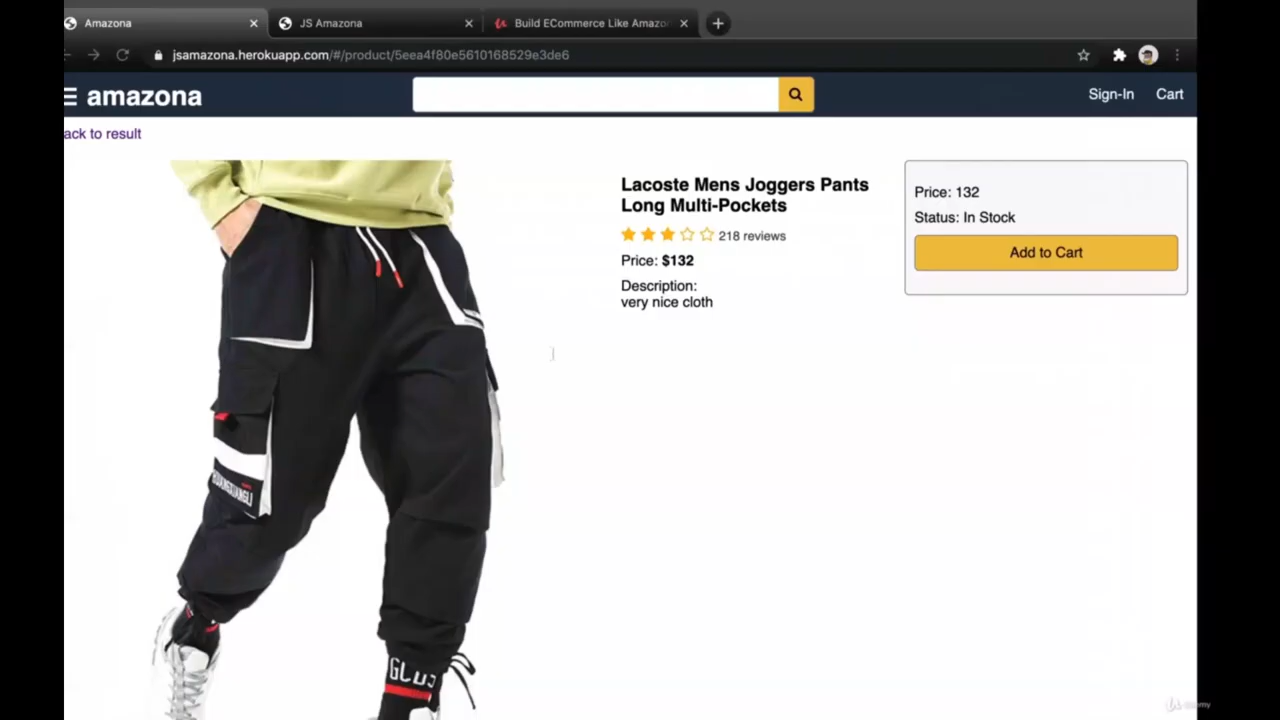 Amazona
JS Amazona
Build ECommerce Like Amazo
jsamazona.herokuapp.com/#/product/5eea4f80e5610168529e3de6
amazona
Sign-In
Cart
ack to result
Lacoste Mens Joggers Pants
Long Multi-Pockets
218 reviews
Price: $132
Description:
very nice cloth
Price: 132
Status: In Stock
Add to Cart